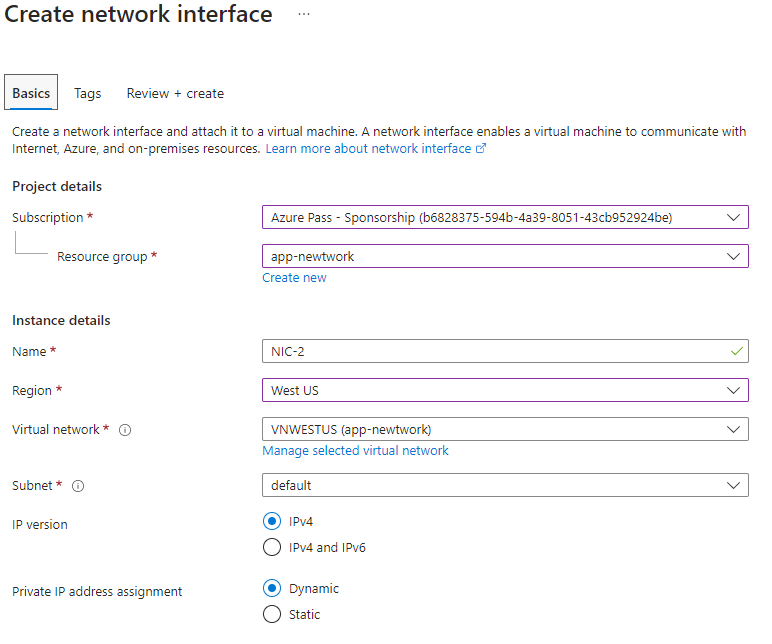 Create network interface ...
Basics Tags Review + create
Create a network interface and attach it to a virtual machine. A network interface enables a virtual machine to communicate with
Internet, Azure, and on-premises resources. Learn more about network interface
Project details
Subscription * Azure Pass - Sponsorship (b6828375-594b-4a39-8051-43cb952924be)
Resource group * app-newtwork
Create new
Instance details
Name * NIC-2
Region * West US
Virtual network * VNWESTUS (app-newtwork)
Manage selected virtual network
Subnet * default
IP version IPv4
IPv4 and IPv6
Private IP address assignment Dynamic
Static